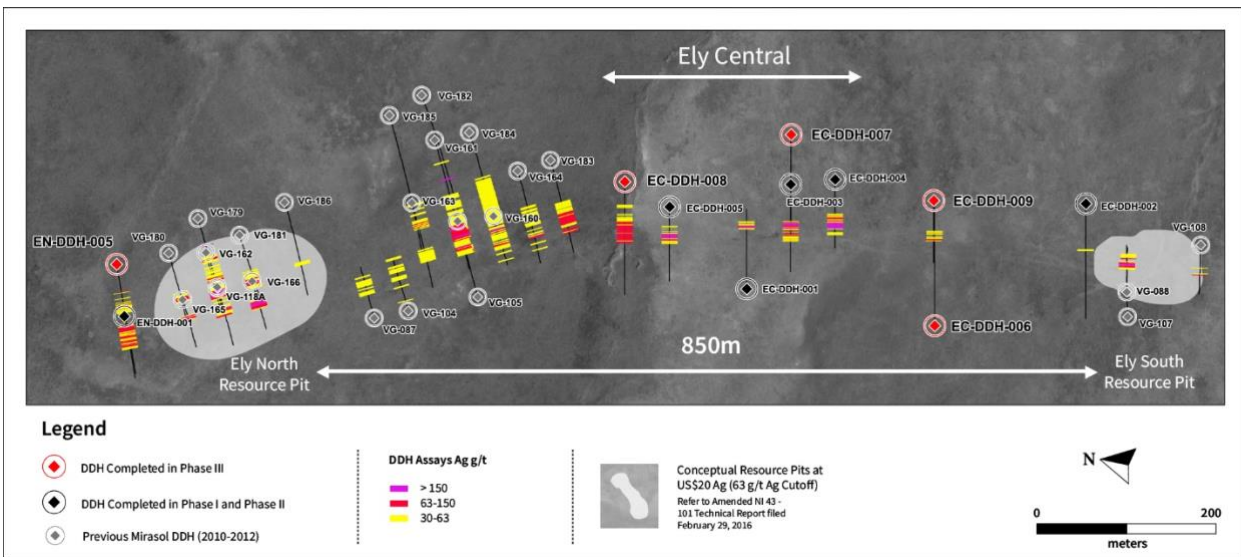 Ely Central
VG-182
VG-185
EC-DDH-007
VG-161
VG-184
VG-183
VG-164
EC-DDH-008
EC-DDH-004
VG-186
VG-163
EC-DDH-003
EC-DDH-009
EC-DDH-002
EC-DDH-005
VG-179
VG-160
EN-DDH-005
VG-180
VG-181
VG-162
VG-108
VG-166
VG-118A
VG-165
EC-DDH-001
VG-088
VG-105
EN-DDH-001
VG-087
VG-104
VG-107
EC-DDH-006
850m
Ely North
Resource Pit
Ely South
Resource Pit
Legend
DDH Completed in Phase III
DDH Completed in Phase I and Phase II
Previous Mirasol DDH (2010-2012)
DDH Assays Ag g/t
> 150
63-150
30-63
Conceptual Resource Pits at
US$20 Ag (63 g/t Ag Cutoff)
Refer to Amended NI 43 -
101 Technical Report filed
February 29, 2016
N
0 200
meters